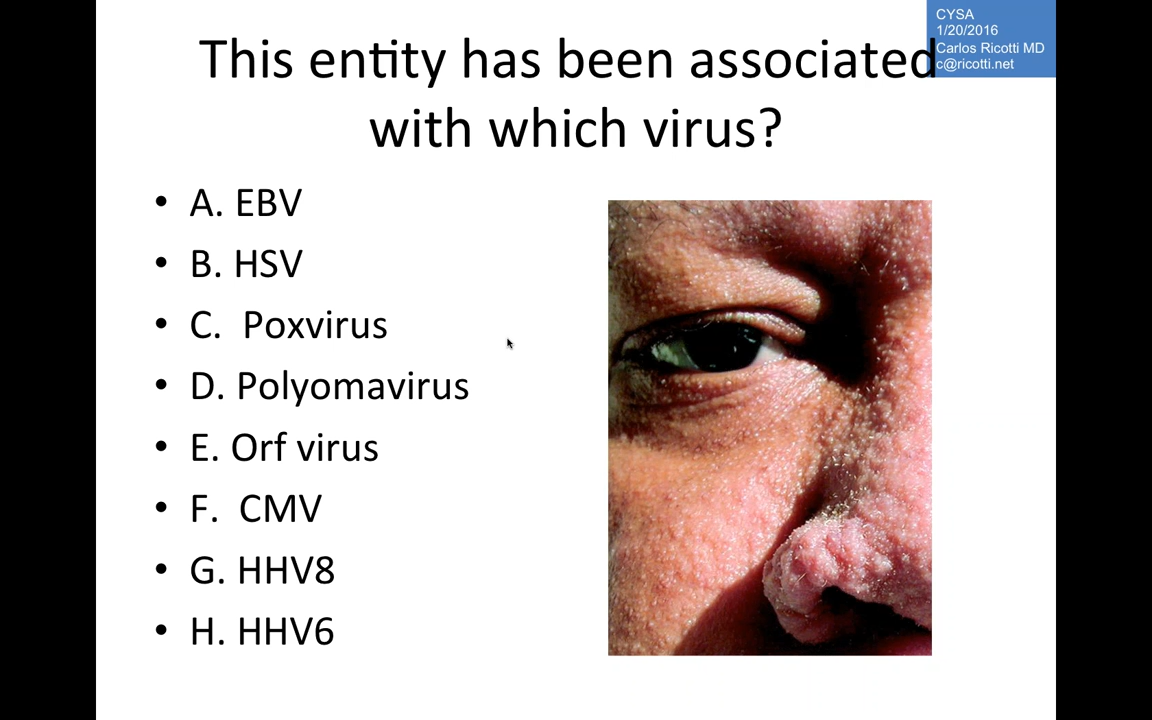 CYSA
1/20/2016
Carlos Ricotti MD
c@ricotti.net
This entity has been associated
with which virus?
• A. EBV
• B. HSV
• C.  Poxvirus
• D. Polyomavirus
• E. Orf virus
• F.  CMV
• G. HHV8
• H. HHV6